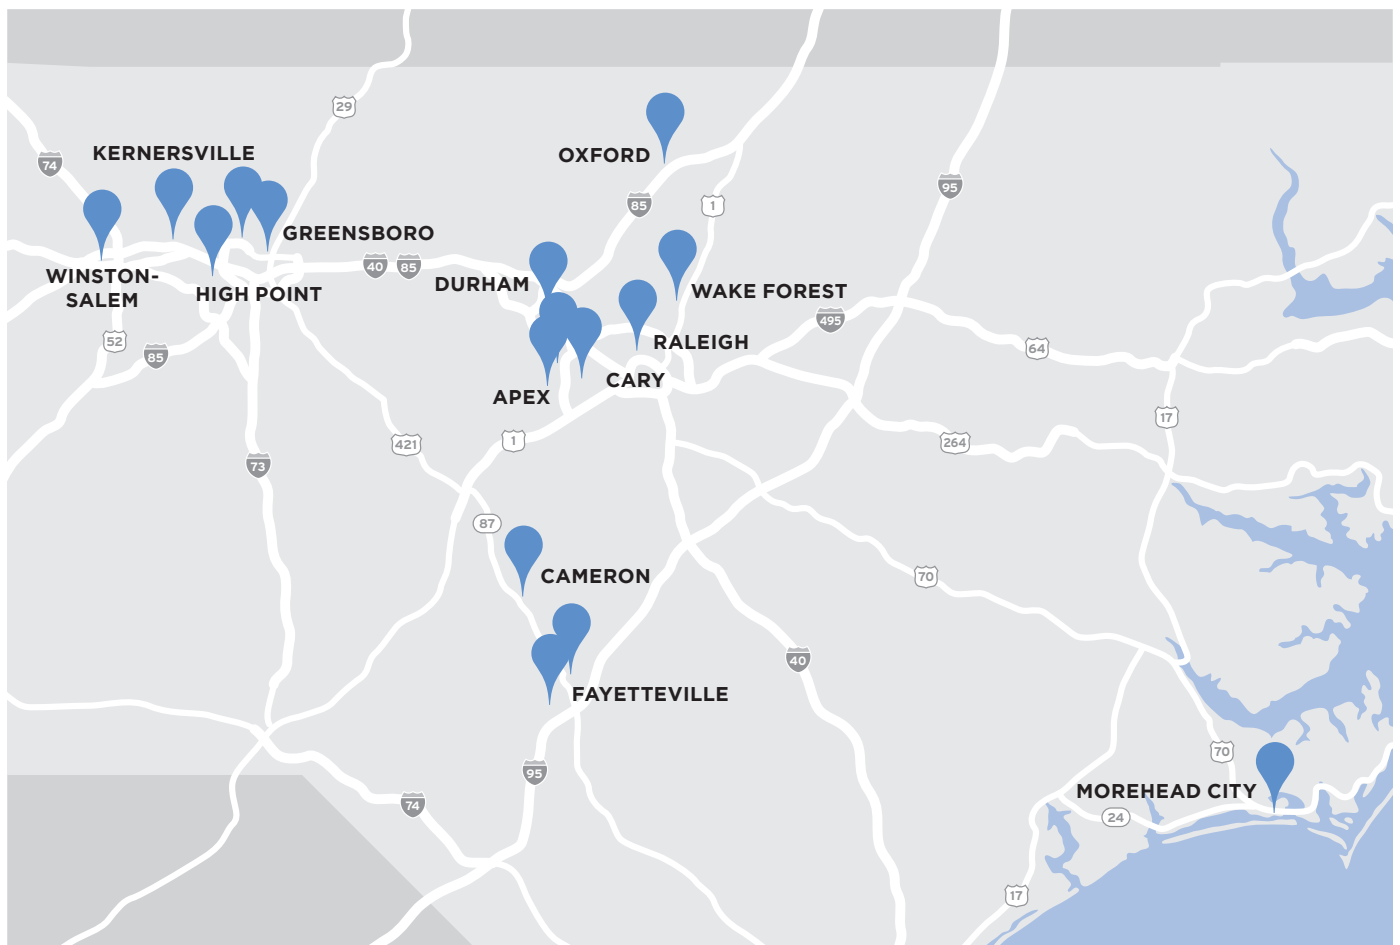 29
KERNERSVILLE
OXFORD
74
95
85
1
GREENSBORO
40
85
WINSTON-
SALEM
HIGH POINT
DURHAM
WAKE FOREST
495
RALEIGH
52
85
64
CARY
APEX
17
421
1
264
73
87
CAMERON
70
40
FAYETTEVILLE
95
70
MOREHEAD CITY
74
24
17